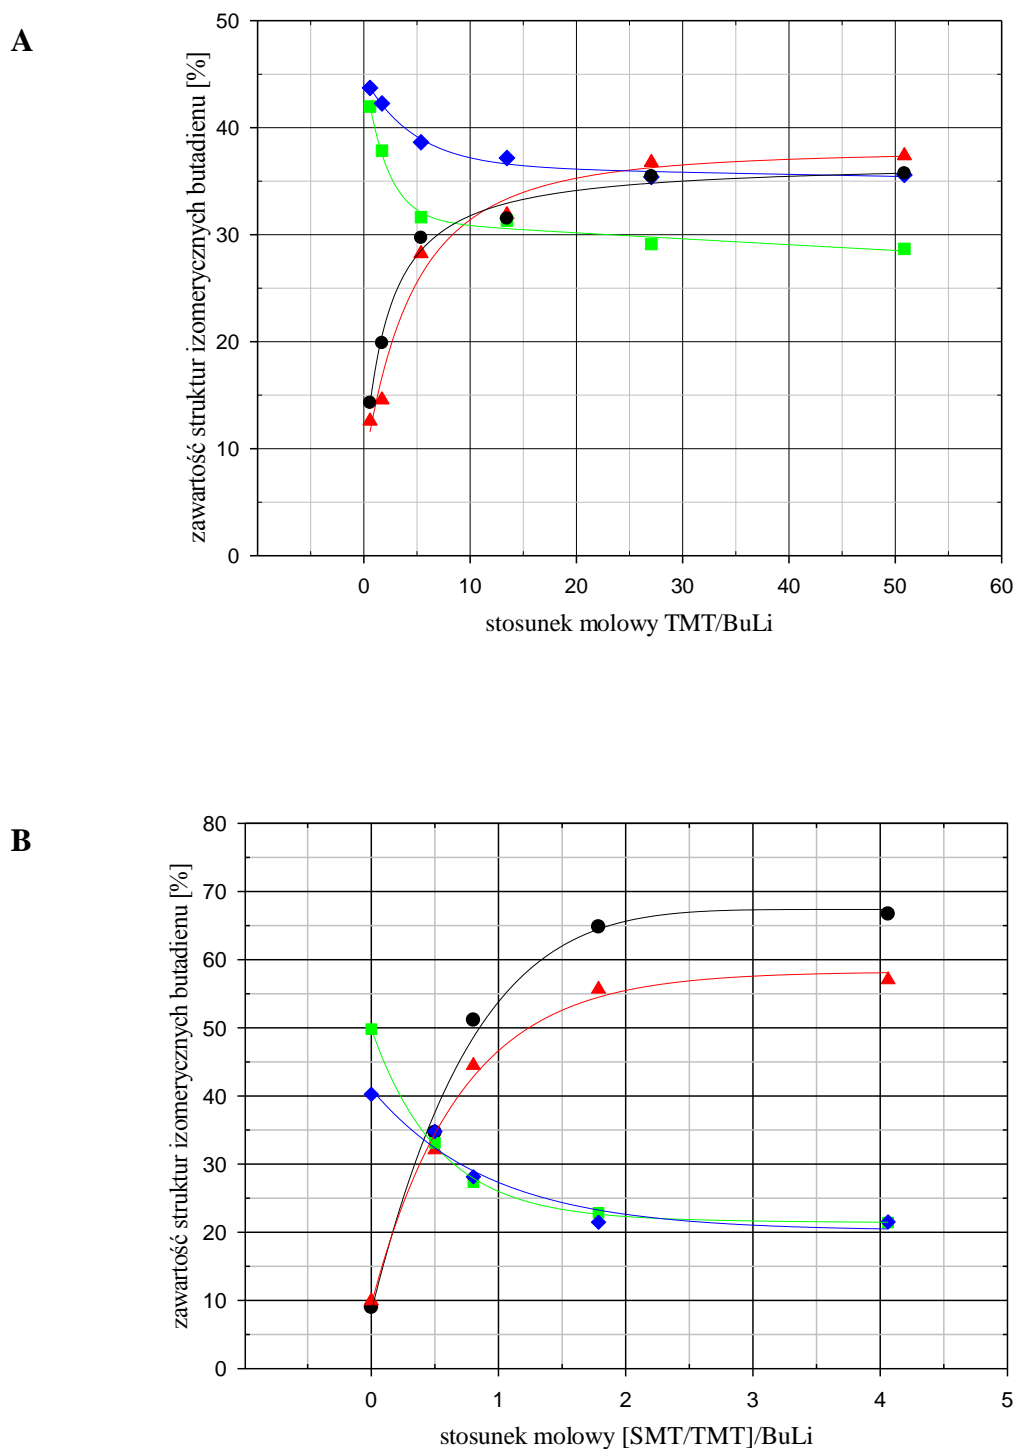 A
zawartość struktur izomerycznych butadienu [%]
50
40
30
20
10
0
0 10 20 30 40 50 60
stosunek molowy TMT/BuLi
B
zawartość struktur izomerycznych butadienu [%]
80
70
60
50
40
30
20
10
0
0 1 2 3 4 5
stosunek molowy [SMT/TMT]/BuLi